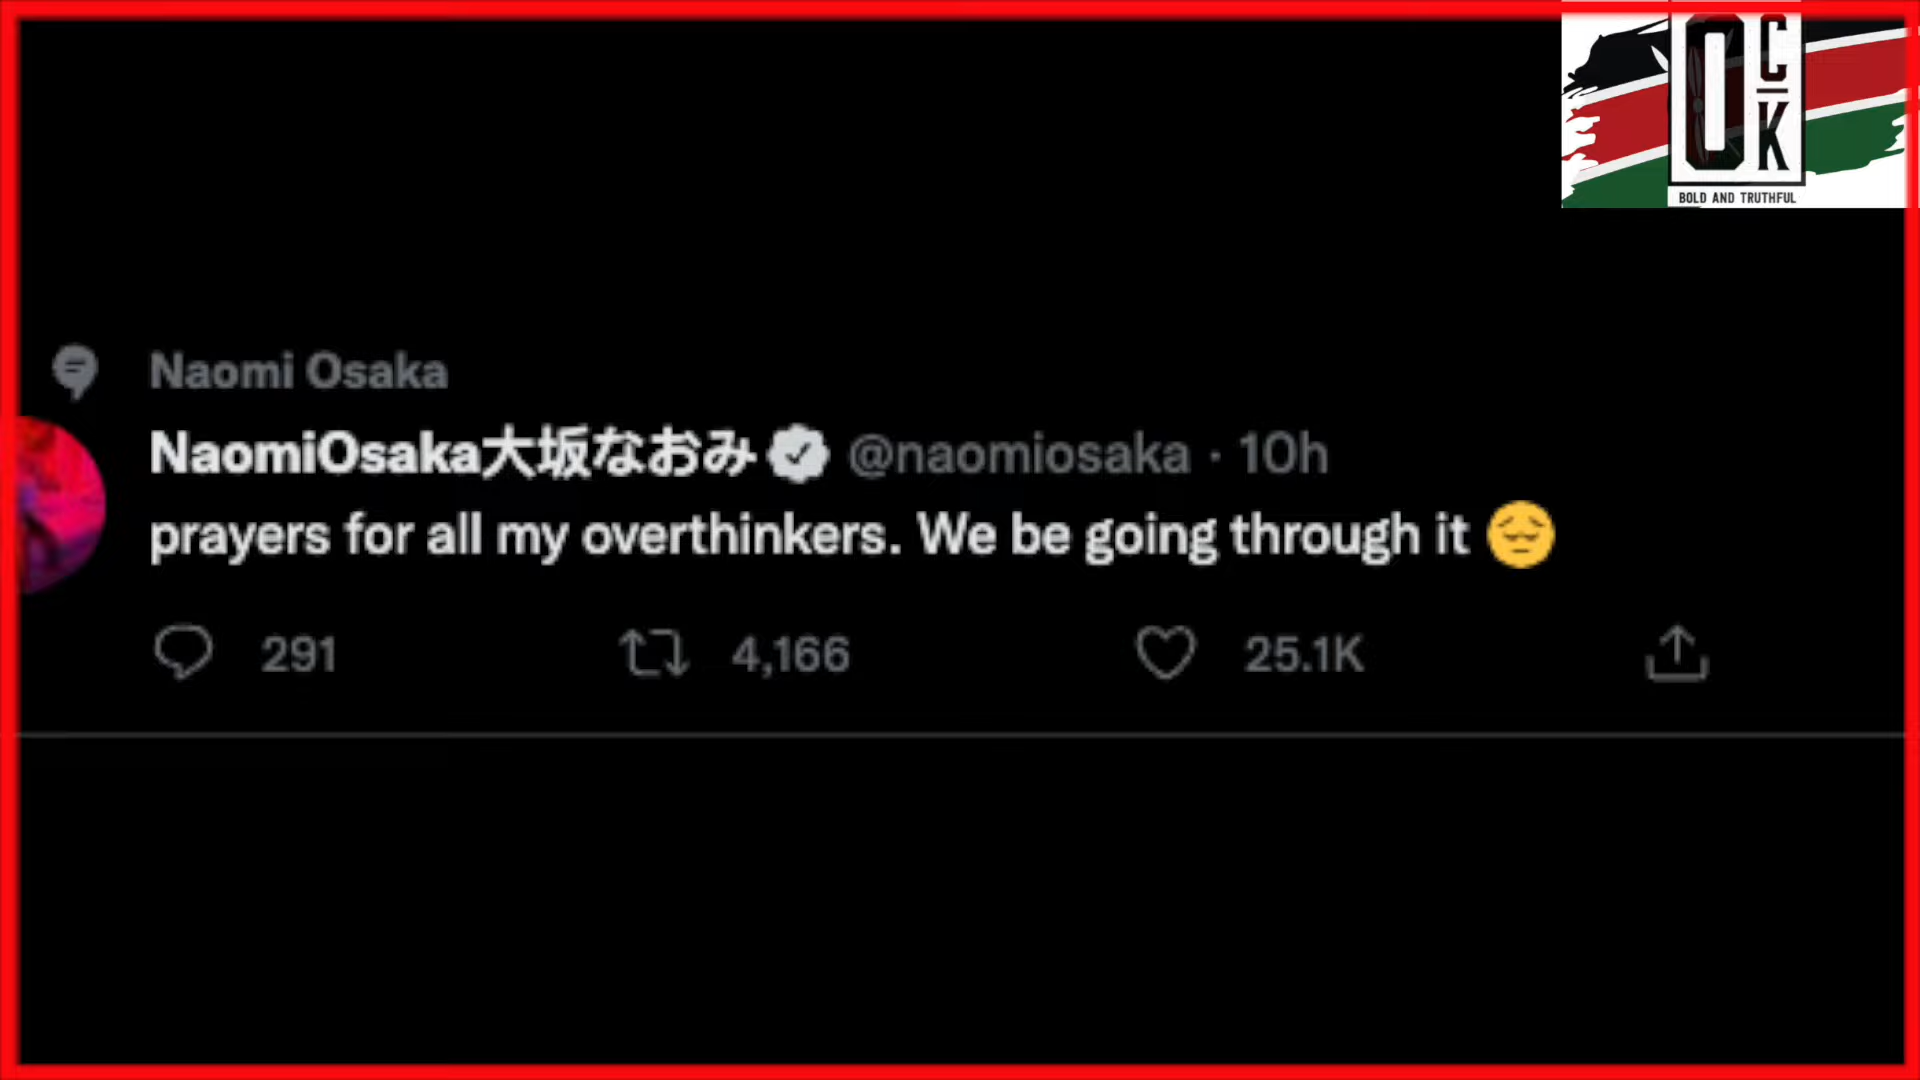 O
C
K
BOLD AND TRUTHFUL
Naomi Osaka
NaomiOsaka大坂なおみ @naomiosaka · 10h
prayers for all my overthinkers. We be going through it 😔
291 4,166 25.1K